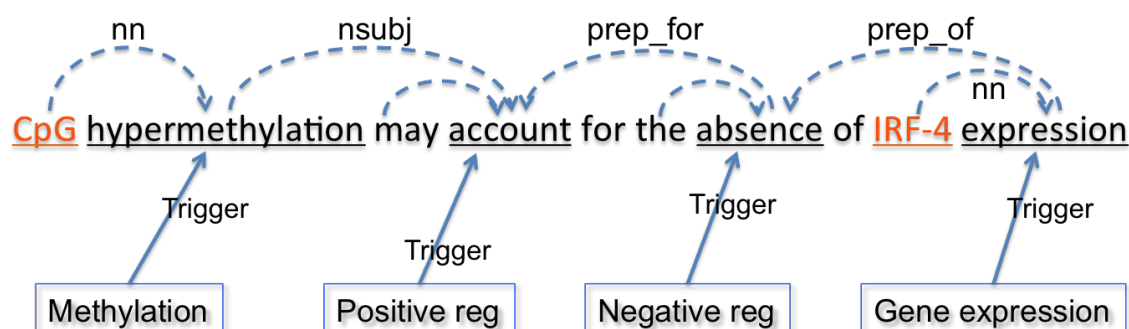 nn nsubj prep_for prep_of
nn
CpG hypermethylation may account for the absence of IRF-4 expression
Trigger Trigger Trigger Trigger
Methylation Positive reg Negative reg Gene expression